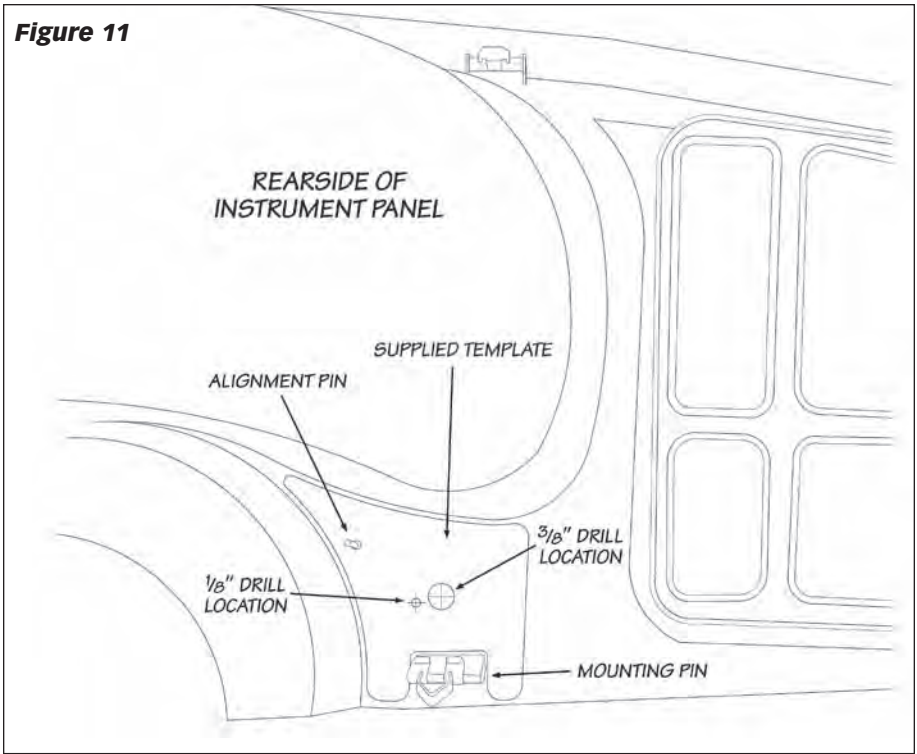 Figure 11
REARSIDE OF
INSTRUMENT PANEL
SUPPLIED TEMPLATE
ALIGNMENT PIN
3/8" DRILL
LOCATION
1/8" DRILL
LOCATION
MOUNTING PIN